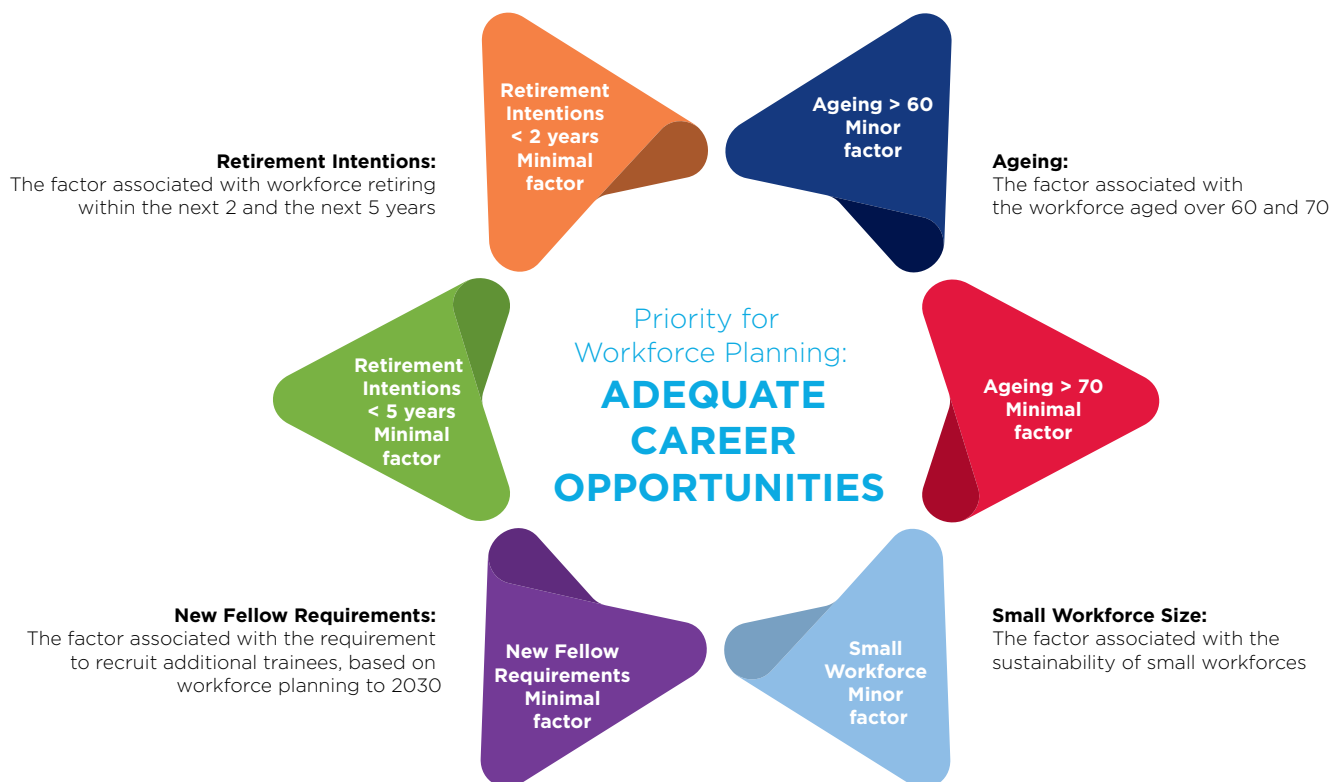 Retirement
Intentions
< 2 years
Minimal
factor
Ageing > 60
Minor
factor
Retirement Intentions:
The factor associated with workforce retiring
within the next 2 and the next 5 years
Ageing:
The factor associated with
the workforce aged over 60 and 70
Priority for
Workforce Planning:
ADEQUATE
CAREER
OPPORTUNITIES
Retirement
Intentions
< 5 years
Minimal
factor
Ageing > 70
Minimal
factor
New Fellow Requirements:
The factor associated with the requirement
to recruit additional trainees, based on
workforce planning to 2030
New Fellow
Requirements
Minimal
factor
Small
Workforce
Minor
factor
Small Workforce Size:
The factor associated with the
sustainability of small workforces